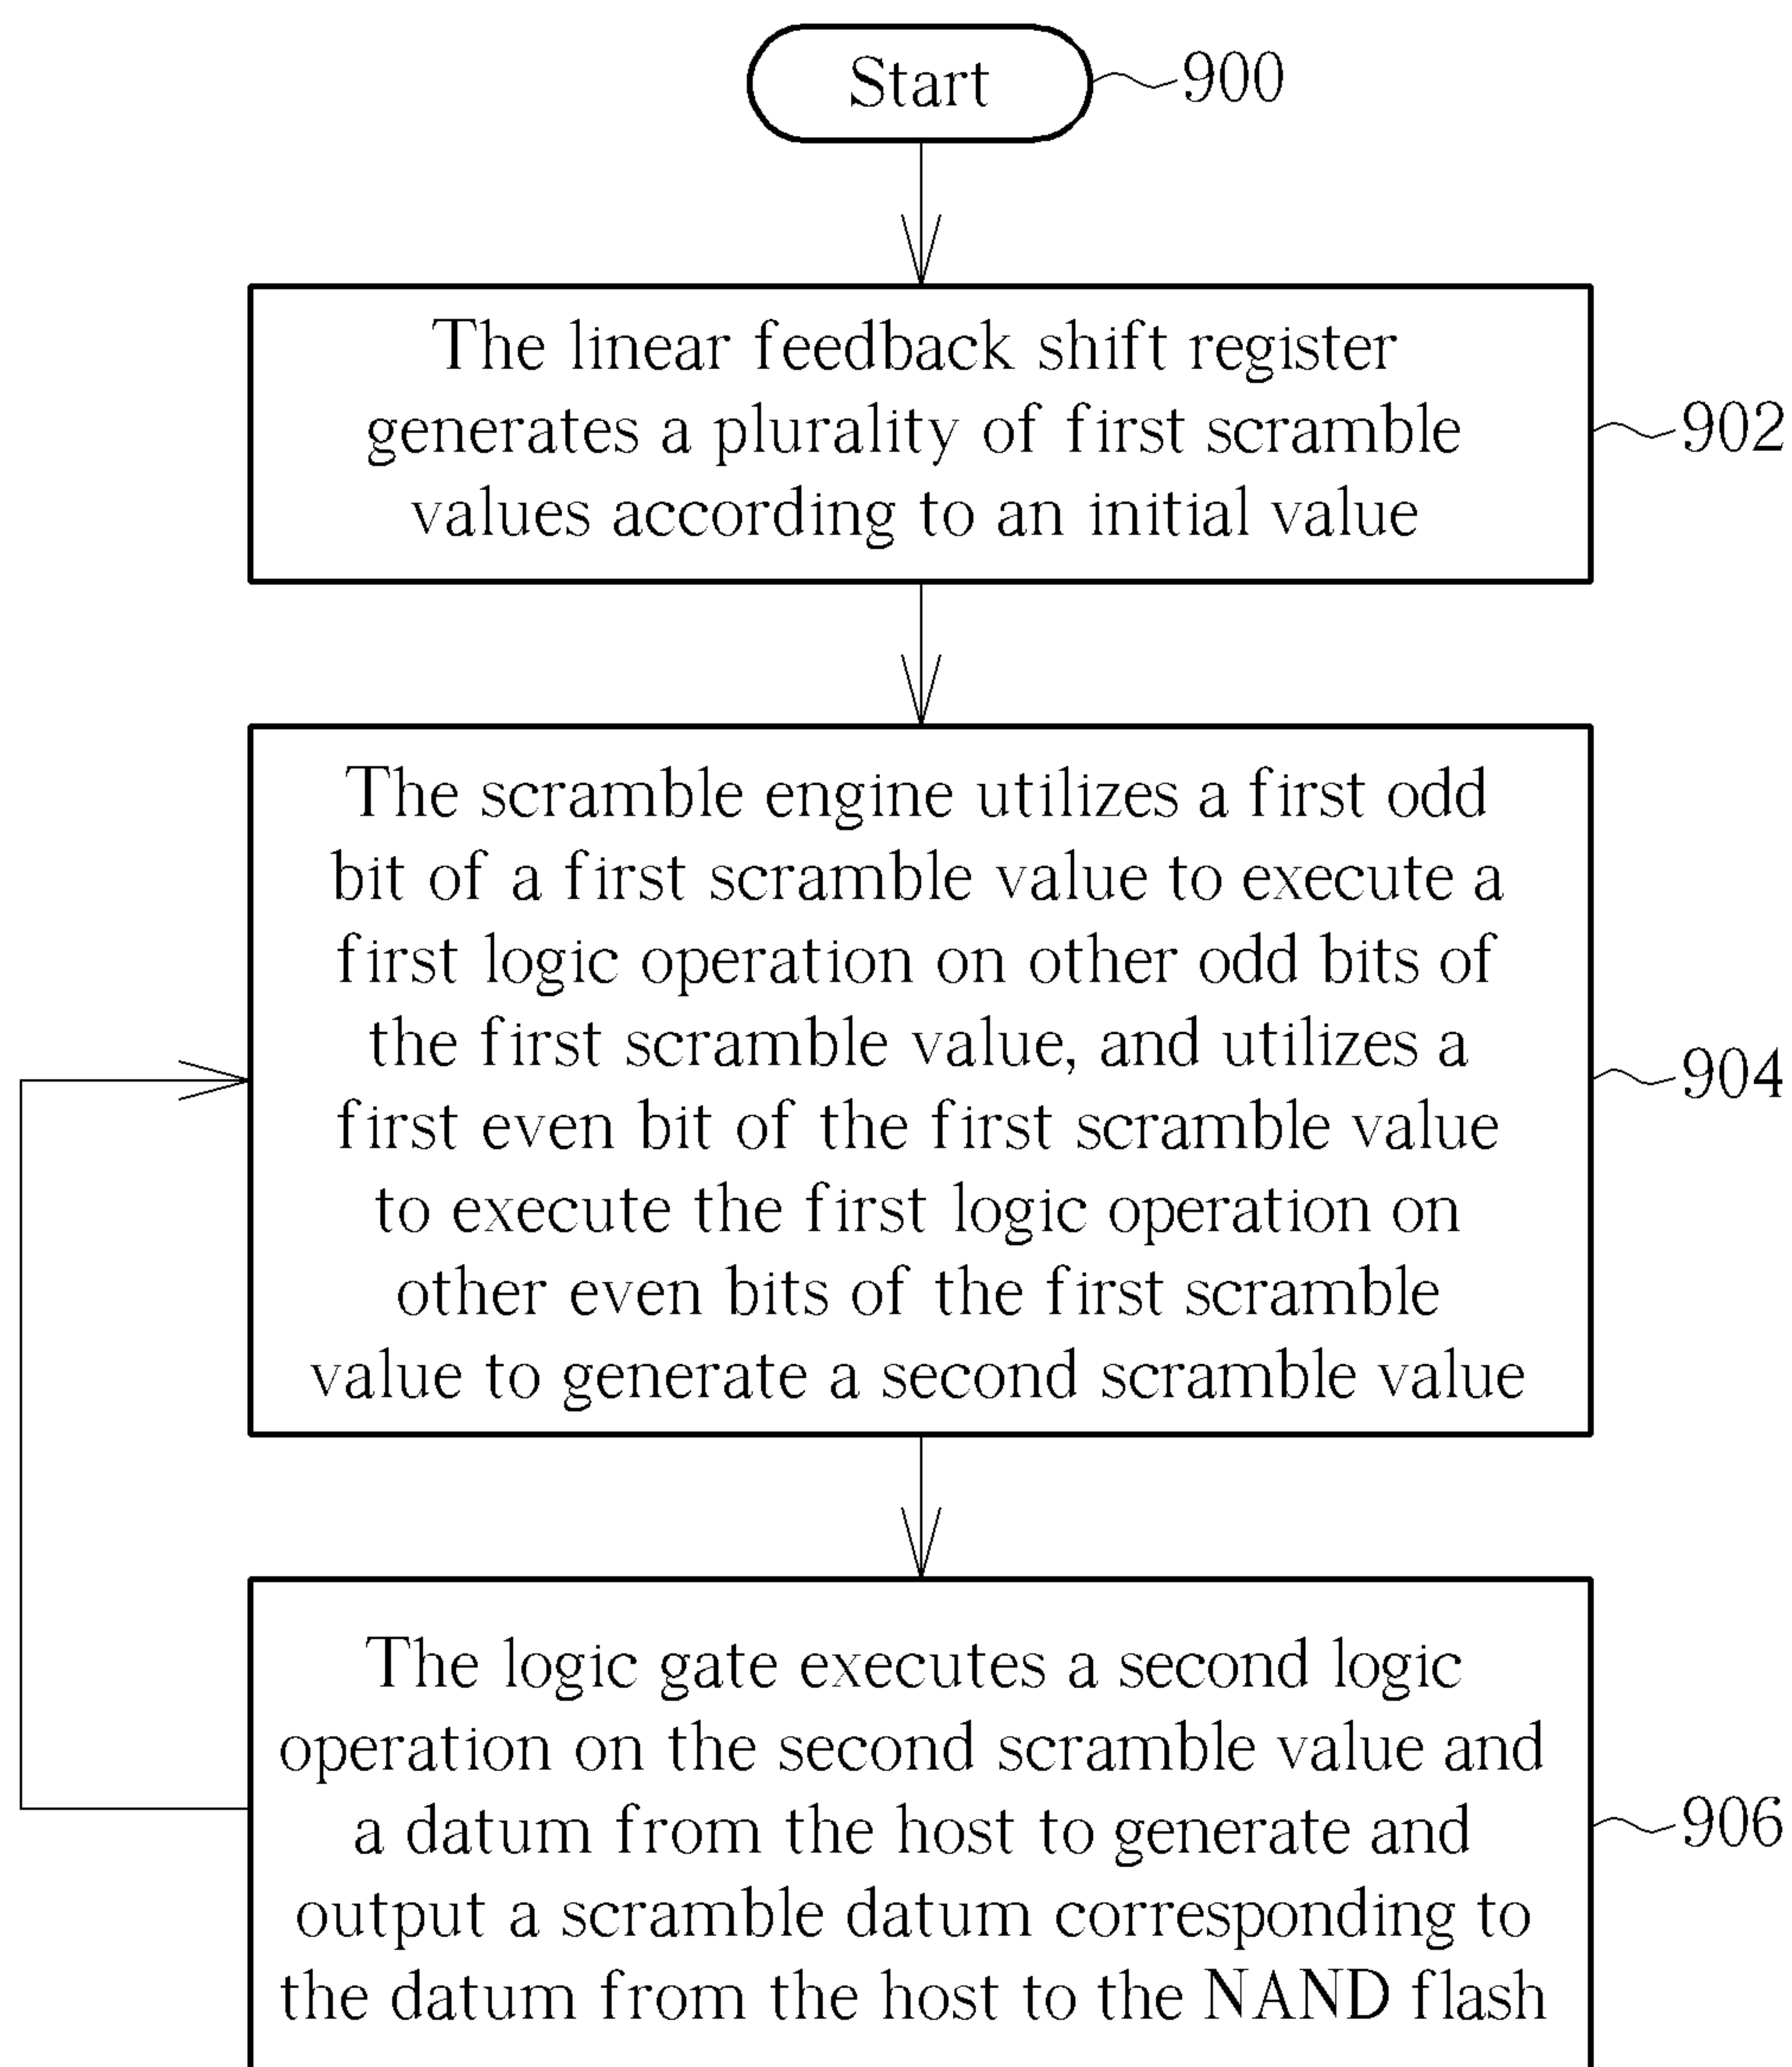 Start
900
The linear feedback shift register
generates a plurality of first scramble
values according to an initial value
902
The scramble engine utilizes a first odd
bit of a first scramble value to execute a
first logic operation on other odd bits of
the first scramble value, and utilizes a
first even bit of the first scramble value
to execute the first logic operation on
other even bits of the first scramble
value to generate a second scramble value
904
The logic gate executes a second logic
operation on the second scramble value and
a datum from the host to generate and
output a scramble datum corresponding to
the datum from the host to the NAND flash
906